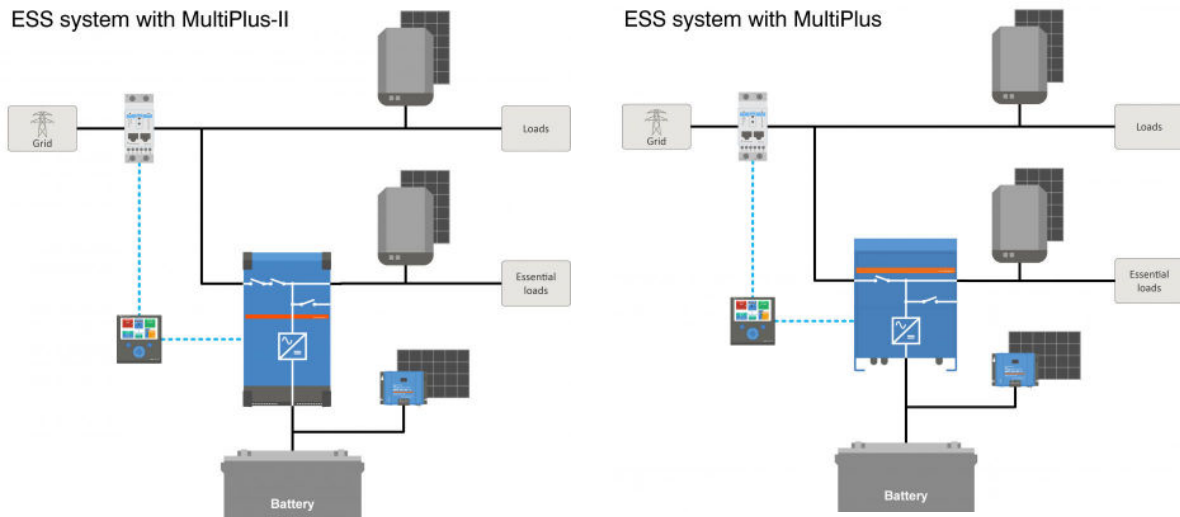 ESS system with MultiPlus-II
Grid
Loads
Essential
loads
Battery
ESS system with MultiPlus
Grid
Loads
Essential
loads
Battery